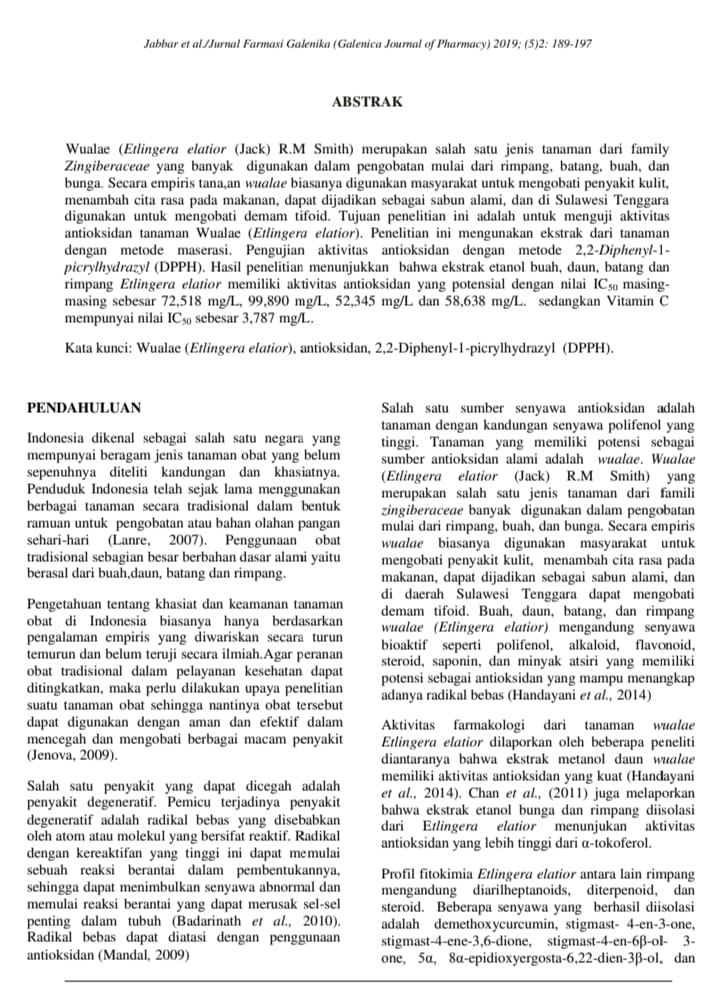 Jabbar et al./Jurnal Farmasi Galenika (Galenica Journal of Pharmacy) 2019; (5)2: 189-197
ABSTRAK
Wualae (Etlingera elatior (Jack) R.M Smith) merupakan salah satu jenis tanaman dari family
Zingiberaceae yang banyak digunakan dalam pengobatan mulai dari rimpang, batang, buah, dan
bunga. Secara empiris tana,an wualae biasanya digunakan masyarakat untuk mengobati penyakit kulit,
menambah cita rasa pada makanan, dapat dijadikan sebagai sabun alami, dan di Sulawesi Tenggara
digunakan untuk mengobati demam tifoid. Tujuan penelitian ini adalah untuk menguji aktivitas
antioksidan tanaman Wualae (Etlingera elatior). Penelitian ini mengunakan ekstrak dari tanaman
dengan metode maserasi. Pengujian aktivitas antioksidan dengan metode 2,2-Diphenyl-1-
picrylhydrazyl (DPPH). Hasil penelitian menunjukkan bahwa ekstrak etanol buah, daun, batang dan
rimpang Etlingera elatior memiliki aktivitas antioksidan yang potensial dengan nilai IC50 masing-
masing sebesar 72,518 mg/L, 99,890 mg/L, 52,345 mg/L dan 58,638 mg/L. sedangkan Vitamin C
mempunyai nilai IC50 sebesar 3,787 mg/L.
Kata kunci: Wualae (Etlingera elatior), antioksidan, 2,2-Diphenyl-1-picrylhydrazyl (DPPH).
PENDAHULUAN
Indonesia dikenal sebagai salah satu negara yang
mempunyai beragam jenis tanaman obat yang belum
sepenuhnya diteliti kandungan dan khasiatnya.
Penduduk Indonesia telah sejak lama menggunakan
berbagai tanaman secara tradisional dalam bentuk
ramuan untuk pengobatan atau bahan olahan pangan
sehari-hari (Lanre, 2007). Penggunaan obat
tradisional sebagian besar berbahan dasar alami yaitu
berasal dari buah,daun, batang dan rimpang.
Pengetahuan tentang khasiat dan keamanan tanaman
obat di Indonesia biasanya hanya berdasarkan
pengalaman empiris yang diwariskan secara turun
temurun dan belum teruji secara ilmiah.Agar peranan
obat tradisional dalam pelayanan kesehatan dapat
ditingkatkan, maka perlu dilakukan upaya penelitian
suatu tanaman obat sehingga nantinya obat tersebut
dapat digunakan dengan aman dan efektif dalam
mencegah dan mengobati berbagai macam penyakit
(Jenova, 2009).
Salah satu penyakit yang dapat dicegah adalah
penyakit degeneratif. Pemicu terjadinya penyakit
degeneratif adalah radikal bebas yang disebabkan
oleh atom atau molekul yang bersifat reaktif. Radikal
dengan kereaktifan yang tinggi ini dapat memulai
sebuah reaksi berantai dalam pembentukannya,
sehingga dapat menimbulkan senyawa abnormal dan
memulai reaksi berantai yang dapat merusak sel-sel
penting dalam tubuh (Badarinath et al., 2010).
Radikal bebas dapat diatasi dengan penggunaan
antioksidan (Mandal, 2009)
Salah satu sumber senyawa antioksidan adalah
tanaman dengan kandungan senyawa polifenol yang
tinggi. Tanaman yang memiliki potensi sebagai
sumber antioksidan alami adalah wualae. Wualae
(Etlingera elatior (Jack) R.M Smith) yang
merupakan salah satu jenis tanaman dari famili
zingiberaceae banyak digunakan dalam pengobatan
mulai dari rimpang, buah, dan bunga. Secara empiris
wualae biasanya digunakan masyarakat untuk
mengobati penyakit kulit, menambah cita rasa pada
makanan, dapat dijadikan sebagai sabun alami, dan
di daerah Sulawesi Tenggara dapat mengobati
demam tifoid. Buah, daun, batang, dan rimpang
wualae (Etlingera elatior) mengandung senyawa
bioaktif seperti polifenol, alkaloid, flavonoid,
steroid, saponin, dan minyak atsiri yang memiliki
potensi sebagai antioksidan yang mampu menangkap
adanya radikal bebas (Handayani et al., 2014)
Aktivitas farmakologi dari tanaman wualae
Etlingera elatior dilaporkan oleh beberapa peneliti
diantaranya bahwa ekstrak metanol daun wualae
memiliki aktivitas antioksidan yang kuat (Handayani
et al., 2014). Chan et al., (2011) juga melaporkan
bahwa ekstrak etanol bunga dan rimpang diisolasi
dari Etlingera elatior menunjukan aktivitas
antioksidan yang lebih tinggi dari α-tokoferol.
Profil fitokimia Etlingera elatior antara lain rimpang
mengandung diarilheptanoids, diterpenoid, dan
steroid. Beberapa senyawa yang berhasil diisolasi
adalah demethoxycurcumin, stigmast- 4-en-3-one,
stigmast-4-ene-3,6-dione, stigmast-4-en-6β-ol- 3-
one, 5α, 8α-epidioxyergosta-6,22-dien-3β-ol, dan